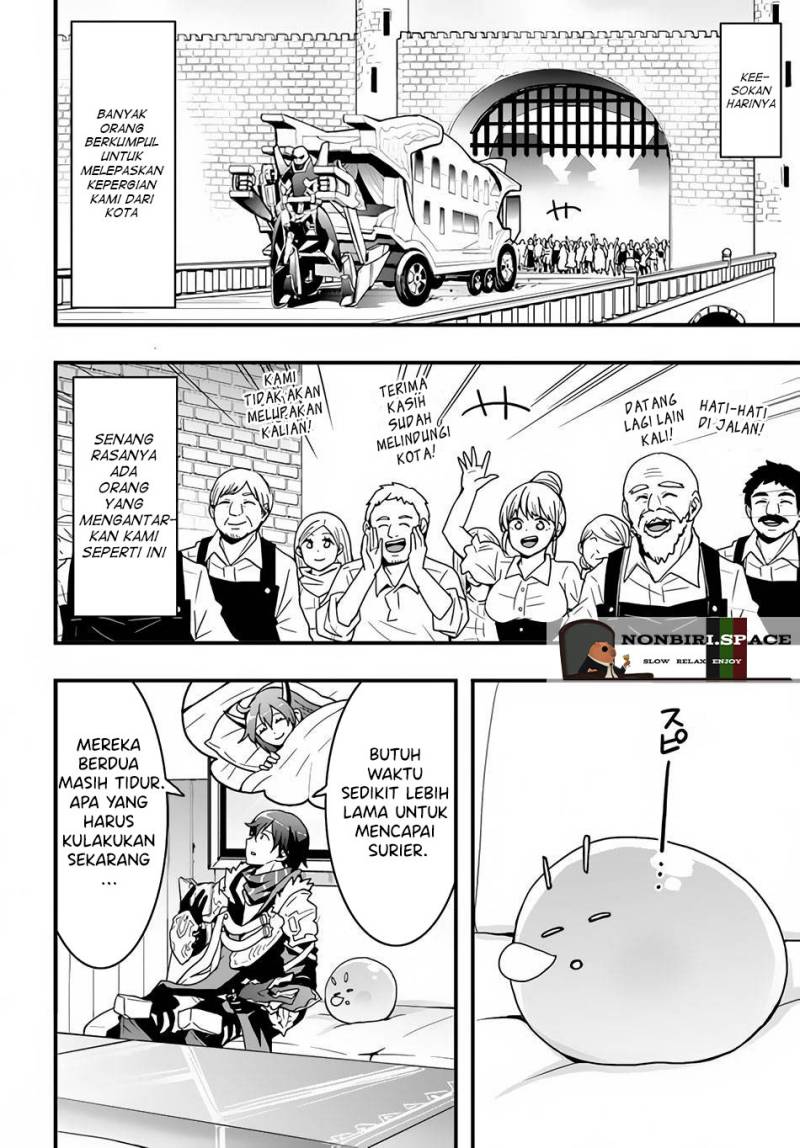 KEE-
SOKAN
HARINYA
BANYAK
ORANG
BERKUMPUL
UNTUK
MELEPASKAN
KEPERGIAN
KAMI DARI
KOTA
HATI-HATI
DI JALAN!
DATANG
LAGI LAIN
KALI!
TERIMA
KASIH
SUDAH
MELINDUNGI
KOTA!
KAMI
TIDAK AKAN
MELUPAKAN
KALIAN!
SENANG
RASANYA
ADA
ORANG
YANG
MENGANTAR-
KAN KAMI
SEPERTI INI
NONBIRI.SPACE
SLOW RELAX ENJOY
スピー…
BUTUH
WAKTU
SEDIKIT LEBIH
LAMA UNTUK
MENCAPAI
SURIER.
MEREKA
BERDUA
MASIH TIDUR.
APA YANG
HARUS
KULAKUKAN
SEKARANG
...